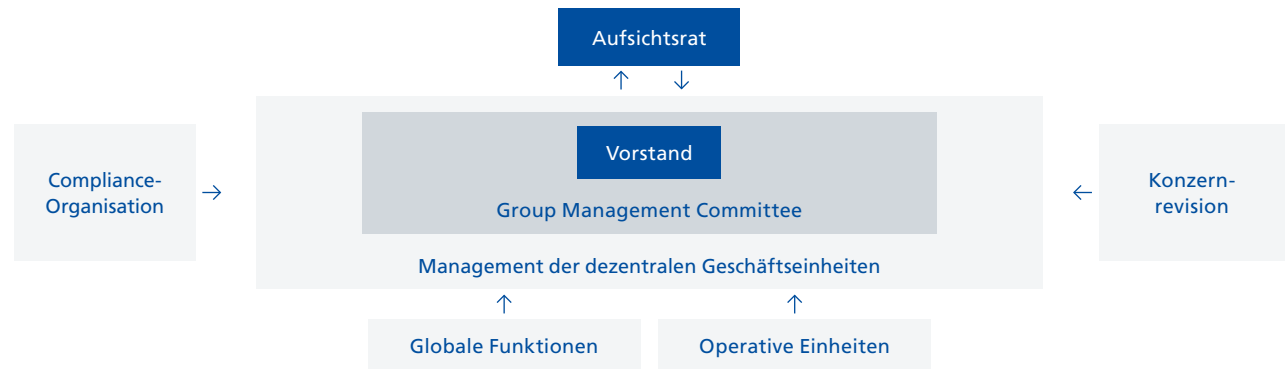 Aufsichtsrat
Compliance-
Organisation
Vorstand
Group Management Committee
Management der dezentralen Geschäftseinheiten
Konzern-
revision
Globale Funktionen
Operative Einheiten